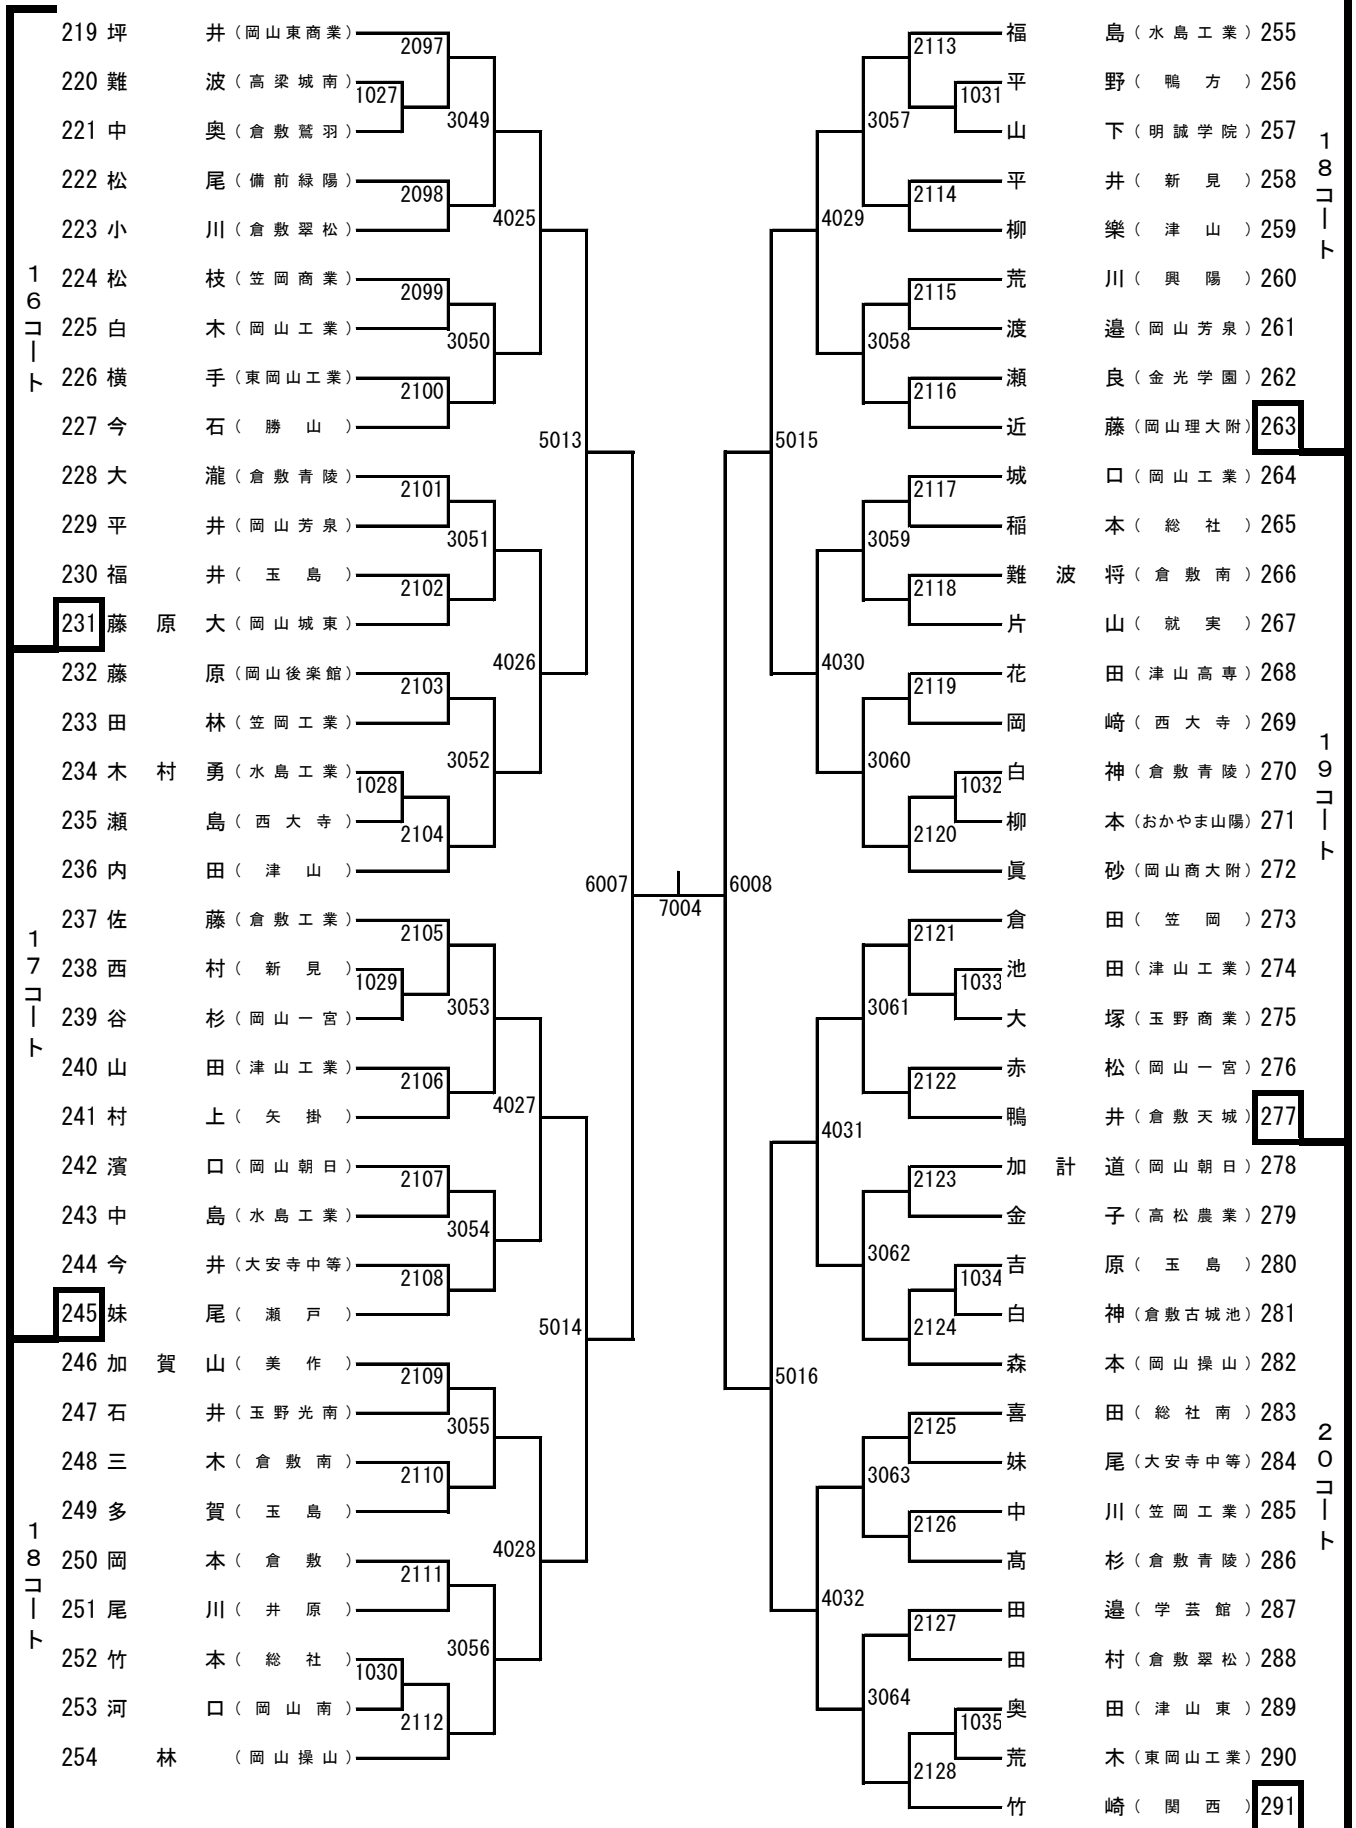 16コート
17コート
18コート
219 坪井 (岡山東商業)
220 難波 (高梁城南)
221 中奥 (倉敷鷲羽)
222 松尾 (備前緑陽)
223 小川 (倉敷翠松)
224 松枝 (笠岡商業)
225 白木 (岡山工業)
226 横手 (東岡山工業)
227 今石 (勝山)
228 大瀧 (倉敷青陵)
229 平井 (岡山芳泉)
230 福井 (玉島)
231 藤原大 (岡山城東)
232 藤原 (岡山後楽館)
233 田林 (笠岡工業)
234 木村勇 (水島工業)
235 瀬島 (西大寺)
236 内田 (津山)
237 佐藤 (倉敷工業)
238 西村 (新見)
239 谷杉 (岡山一宮)
240 山田 (津山工業)
241 村上 (矢掛)
242 濱口 (岡山朝日)
243 中島 (水島工業)
244 今井 (大安寺中等)
245 妹尾 (瀬戸)
246 加賀山 (美作)
247 石井 (玉野光南)
248 三木 (倉敷南)
249 多賀 (玉島)
250 岡本 (倉敷)
251 尾川 (井原)
252 竹本 (総社)
253 河口 (岡山南)
254 林 (岡山操山)
1027
1028
1029
1030
2097
2098
2099
2100
2101
2102
2103
2104
2105
2106
2107
2108
2109
2110
2111
2112
3049
3050
3051
3052
3053
3054
3055
3056
4025
4026
4027
4028
5013
5014
6007
7004
6008
5015
5016
4029
4030
4031
4032
3057
3058
3059
3060
3061
3062
3063
3064
2113
2114
2115
2116
2117
2118
2119
2120
2121
2122
2123
2124
2125
2126
2127
2128
1031
1032
1033
1034
1035
福島 (水島工業) 255
平野 (鴨方) 256
山下 (明誠学院) 257
平井 (新見) 258
柳樂 (津山) 259
荒川 (興陽) 260
渡邉 (岡山芳泉) 261
瀬良 (金光学園) 262
近藤 (岡山理大附) 263
城口 (岡山工業) 264
稲本 (総社) 265
難波将 (倉敷南) 266
片山 (就実) 267
花田 (津山高専) 268
岡﨑 (西大寺) 269
白神 (倉敷青陵) 270
柳本 (おかやま山陽) 271
眞砂 (岡山商大附) 272
倉田 (笠岡) 273
池田 (津山工業) 274
大塚 (玉野商業) 275
赤松 (岡山一宮) 276
鴨井 (倉敷天城) 277
加計道 (岡山朝日) 278
金子 (高松農業) 279
吉原 (玉島) 280
白神 (倉敷古城池) 281
森本 (岡山操山) 282
喜田 (総社南) 283
妹尾 (大安寺中等) 284
中川 (笠岡工業) 285
髙杉 (倉敷青陵) 286
田邉 (学芸館) 287
田村 (倉敷翠松) 288
奥田 (津山東) 289
荒木 (東岡山工業) 290
竹崎 (関西) 291
18コート
19コート
20コート